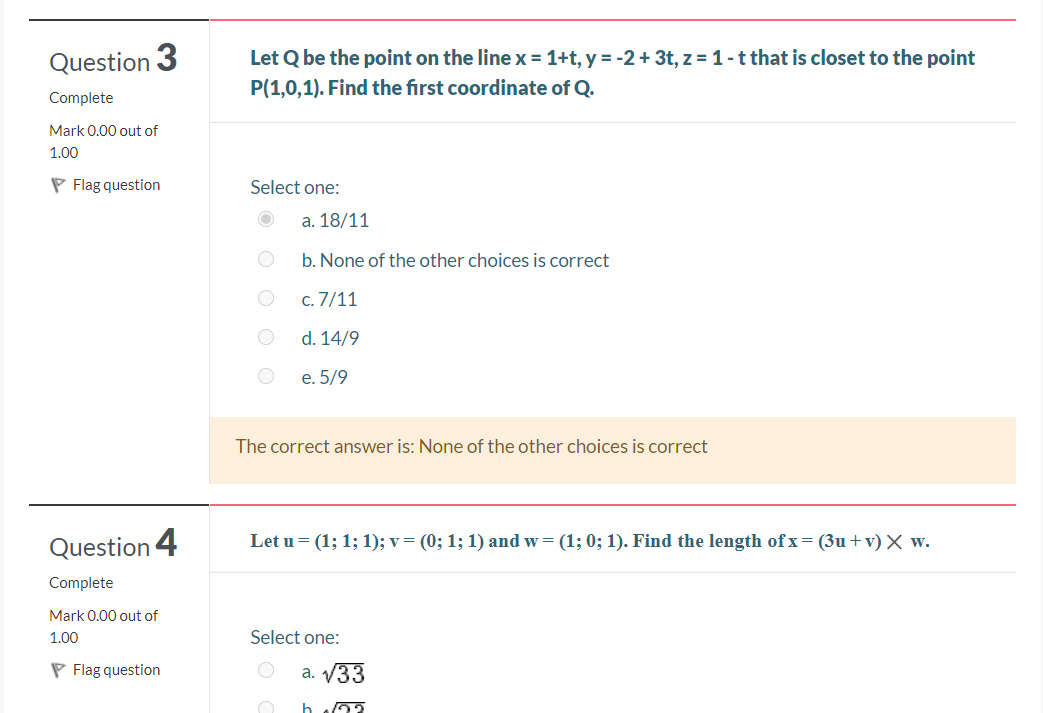 Question 3
Complete
Mark 0.00 out of
1.00
Flag question
Let Q be the point on the line x = 1+t, y = -2 + 3t, z = 1 - t that is closet to the point
P(1,0,1). Find the first coordinate of Q.
Select one:
a. 18/11
b. None of the other choices is correct
c. 7/11
d. 14/9
e. 5/9
The correct answer is: None of the other choices is correct
Question 4
Complete
Mark 0.00 out of
1.00
Flag question
Let u = (1; 1; 1); v = (0; 1; 1) and w = (1; 0; 1). Find the length of x = (3u + v) × w.
Select one:
a. √33